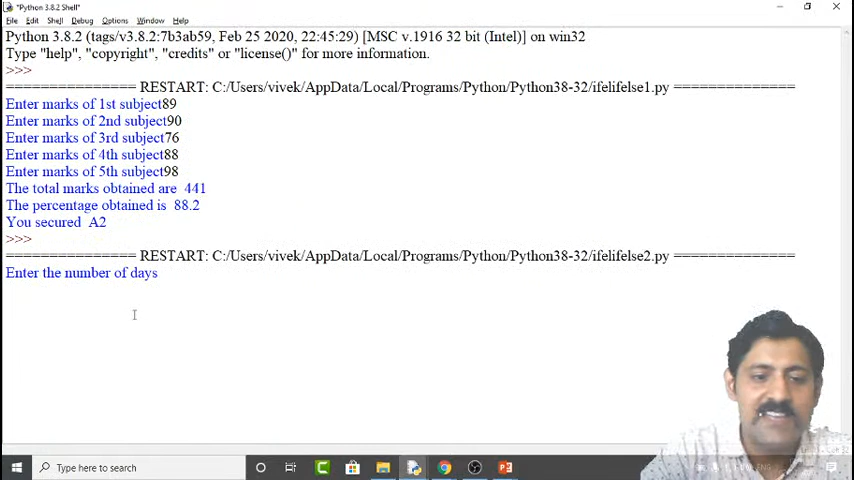 *Python 3.8.2 Shell*
File Edit Shell Debug Options Window Help
Python 3.8.2 (tags/v3.8.2:7b3ab59, Feb 25 2020, 22:45:29) [MSC v.1916 32 bit (Intel)] on win32
Type "help", "copyright", "credits" or "license()" for more information.
>>>
=============== RESTART: C:/Users/vivek/AppData/Local/Programs/Python/Python38-32/ifelifelse1.py ==============
Enter marks of 1st subject89
Enter marks of 2nd subject90
Enter marks of 3rd subject76
Enter marks of 4th subject88
Enter marks of 5th subject98
The total marks obtained are  441
The percentage obtained is  88.2
You secured  A2
>>>
=============== RESTART: C:/Users/vivek/AppData/Local/Programs/Python/Python38-32/ifelifelse2.py ==============
Enter the number of days
Type here to search
ENG